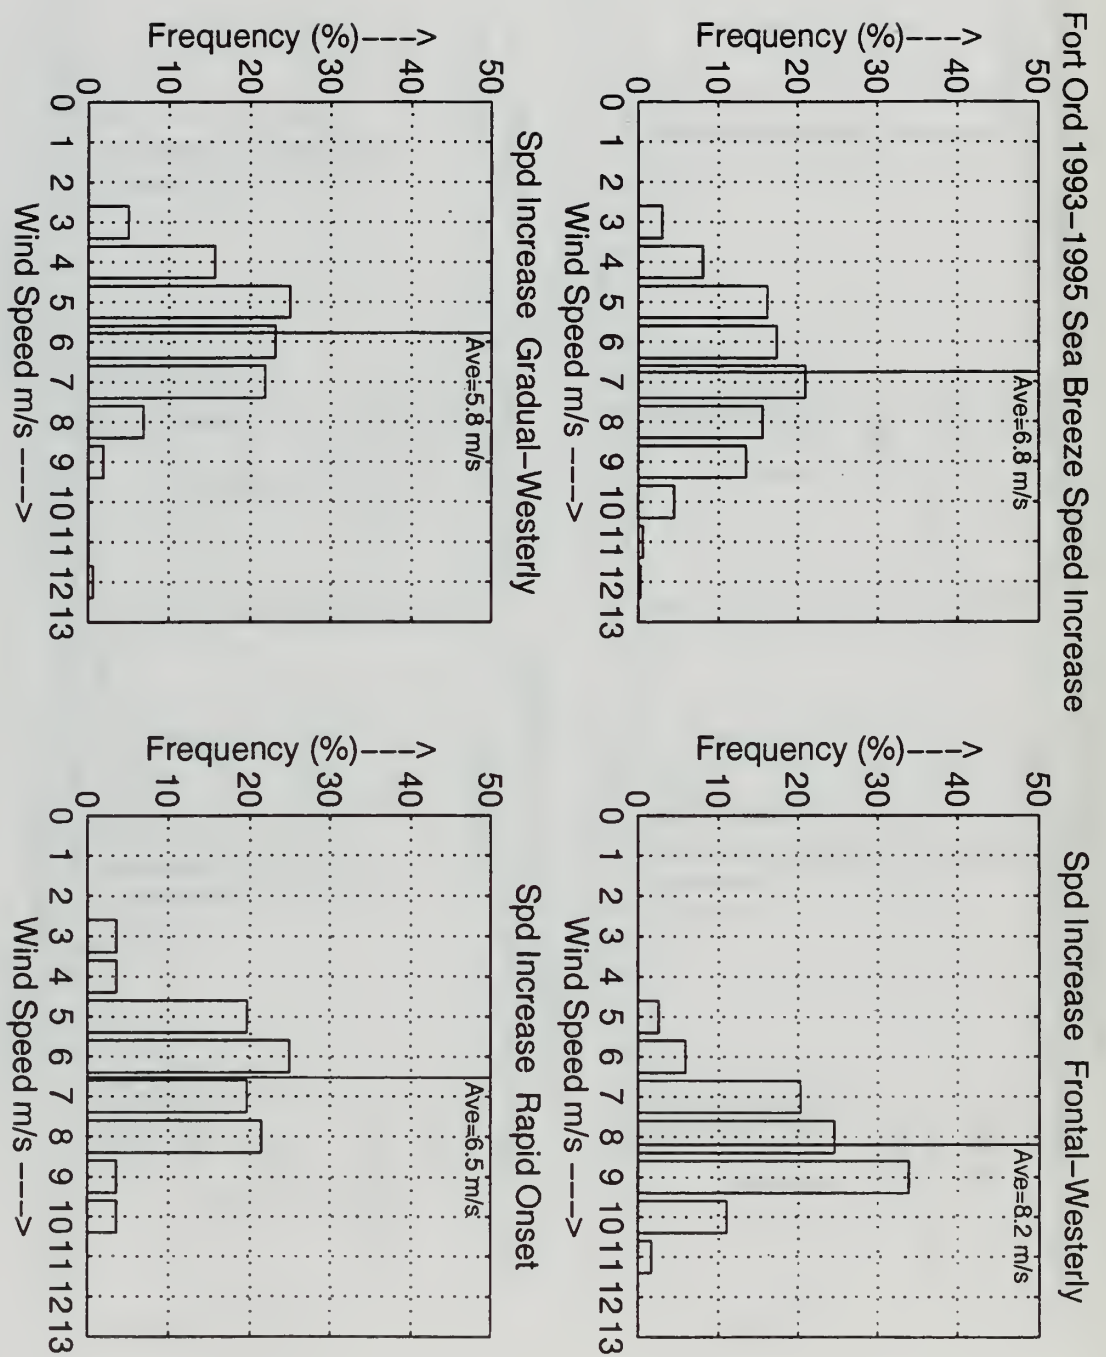 Fort Ord 1993–1995 Sea Breeze Speed Increase
Frequency (%)---->
50
40
30
20
10
0
Ave=6.8 m/s
0 1 2 3 4 5 6 7 8 9 10 11 12 13
Wind Speed m/s ---->
Spd Increase Frontal–Westerly
Frequency (%)---->
50
40
30
20
10
0
Ave=8.2 m/s
0 1 2 3 4 5 6 7 8 9 10 11 12 13
Wind Speed m/s ---->
Spd Increase Gradual–Westerly
Frequency (%)---->
50
40
30
20
10
0
Ave=5.8 m/s
0 1 2 3 4 5 6 7 8 9 10 11 12 13
Wind Speed m/s ---->
Spd Increase Rapid Onset
Frequency (%)---->
50
40
30
20
10
0
Ave=6.5 m/s
0 1 2 3 4 5 6 7 8 9 10 11 12 13
Wind Speed m/s ---->